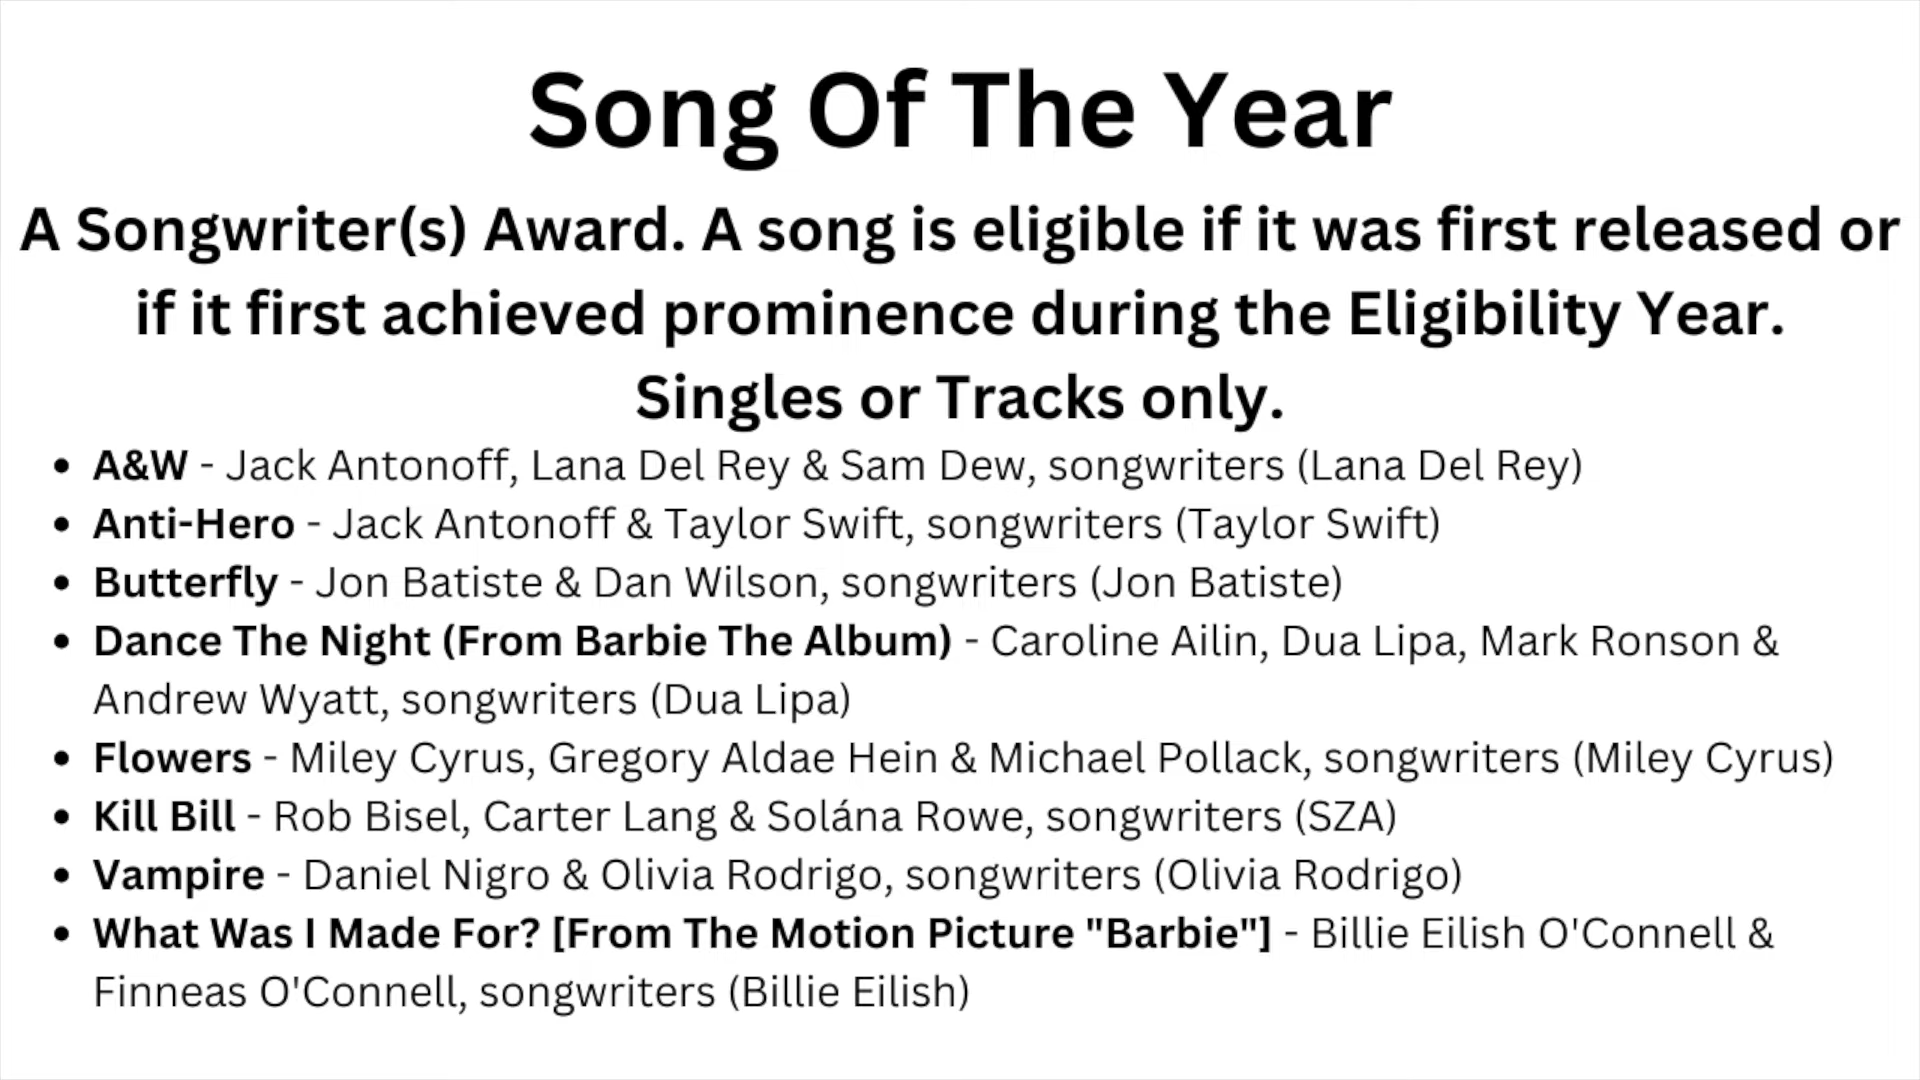 Song Of The Year
A Songwriter(s) Award. A song is eligible if it was first released or
if it first achieved prominence during the Eligibility Year.
Singles or Tracks only.
• A&W - Jack Antonoff, Lana Del Rey & Sam Dew, songwriters (Lana Del Rey)
• Anti-Hero - Jack Antonoff & Taylor Swift, songwriters (Taylor Swift)
• Butterfly - Jon Batiste & Dan Wilson, songwriters (Jon Batiste)
• Dance The Night (From Barbie The Album) - Caroline Ailin, Dua Lipa, Mark Ronson &
Andrew Wyatt, songwriters (Dua Lipa)
• Flowers - Miley Cyrus, Gregory Aldae Hein & Michael Pollack, songwriters (Miley Cyrus)
• Kill Bill - Rob Bisel, Carter Lang & Solána Rowe, songwriters (SZA)
• Vampire - Daniel Nigro & Olivia Rodrigo, songwriters (Olivia Rodrigo)
• What Was I Made For? [From The Motion Picture "Barbie"] - Billie Eilish O'Connell &
Finneas O'Connell, songwriters (Billie Eilish)